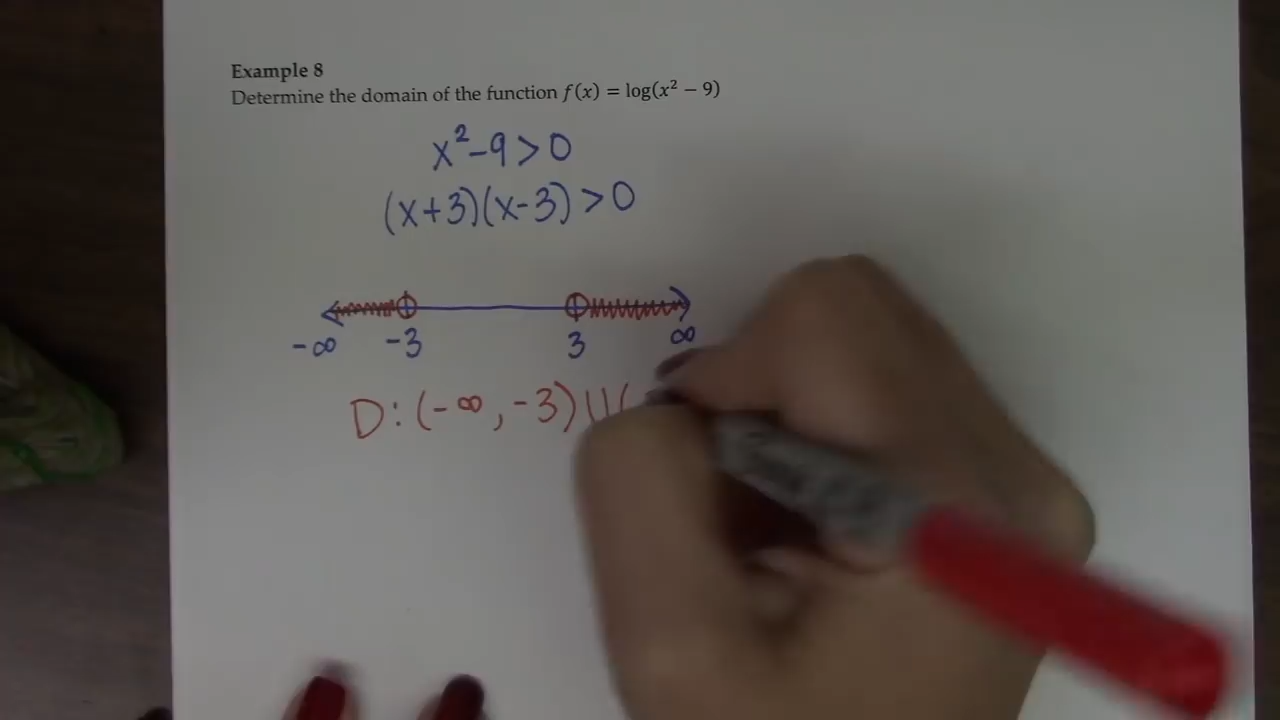 Example 8
Determine the domain of the function f(x) = log(x² − 9)
x²-9>0
(x+3)(x-3)>0
-∞ -3 3 ∞
D: (-∞, -3)U(